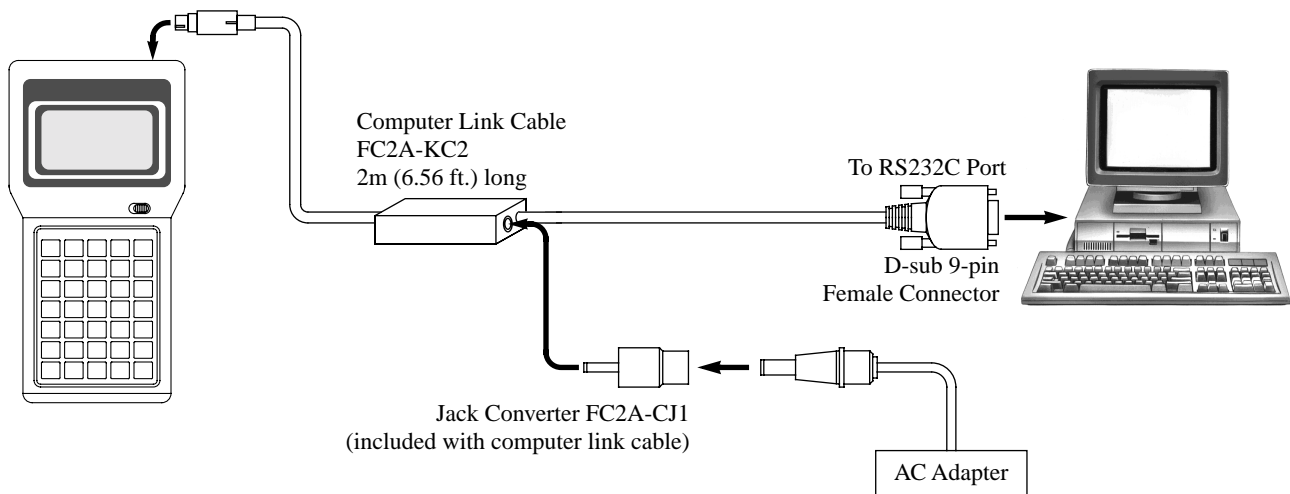 Computer Link Cable
FC2A-KC2
2m (6.56 ft.) long
To RS232C Port
D-sub 9-pin
Female Connector
Jack Converter FC2A-CJ1
(included with computer link cable)
AC Adapter